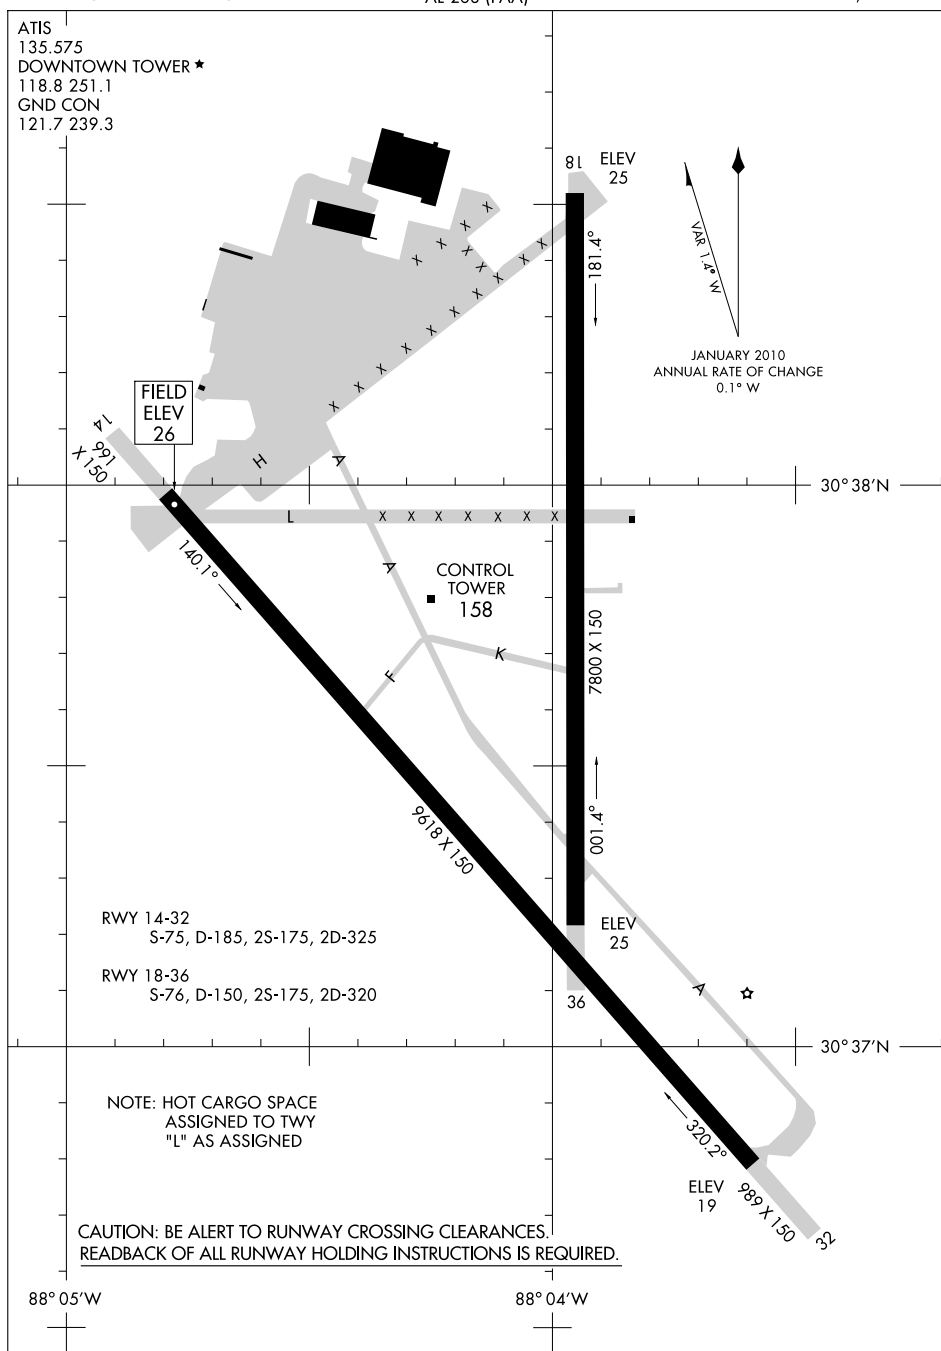 ATIS
135.575
DOWNTOWN TOWER
118.8 251.1
GND CON
121.7 239.3
18
ELEV
25
181.4°
VAR 1.4° W
JANUARY 2010
ANNUAL RATE OF CHANGE
0.1° W
FIELD
ELEV
26
14
991
X 150
H
A
30° 38'N
L
X X X X X X X
140.1°
A
CONTROL
TOWER
158
F
K
7800 X 150
001.4°
9618 X 150
RWY 14-32
S-75, D-185, 2S-175, 2D-325
RWY 18-36
S-76, D-150, 2S-175, 2D-320
ELEV
25
A
36
30° 37'N
NOTE: HOT CARGO SPACE
ASSIGNED TO TWY
"L" AS ASSIGNED
320.2°
ELEV
19
989 X 150
32
CAUTION: BE ALERT TO RUNWAY CROSSING CLEARANCES.
READBACK OF ALL RUNWAY HOLDING INSTRUCTIONS IS REQUIRED.
88° 05'W
88° 04'W